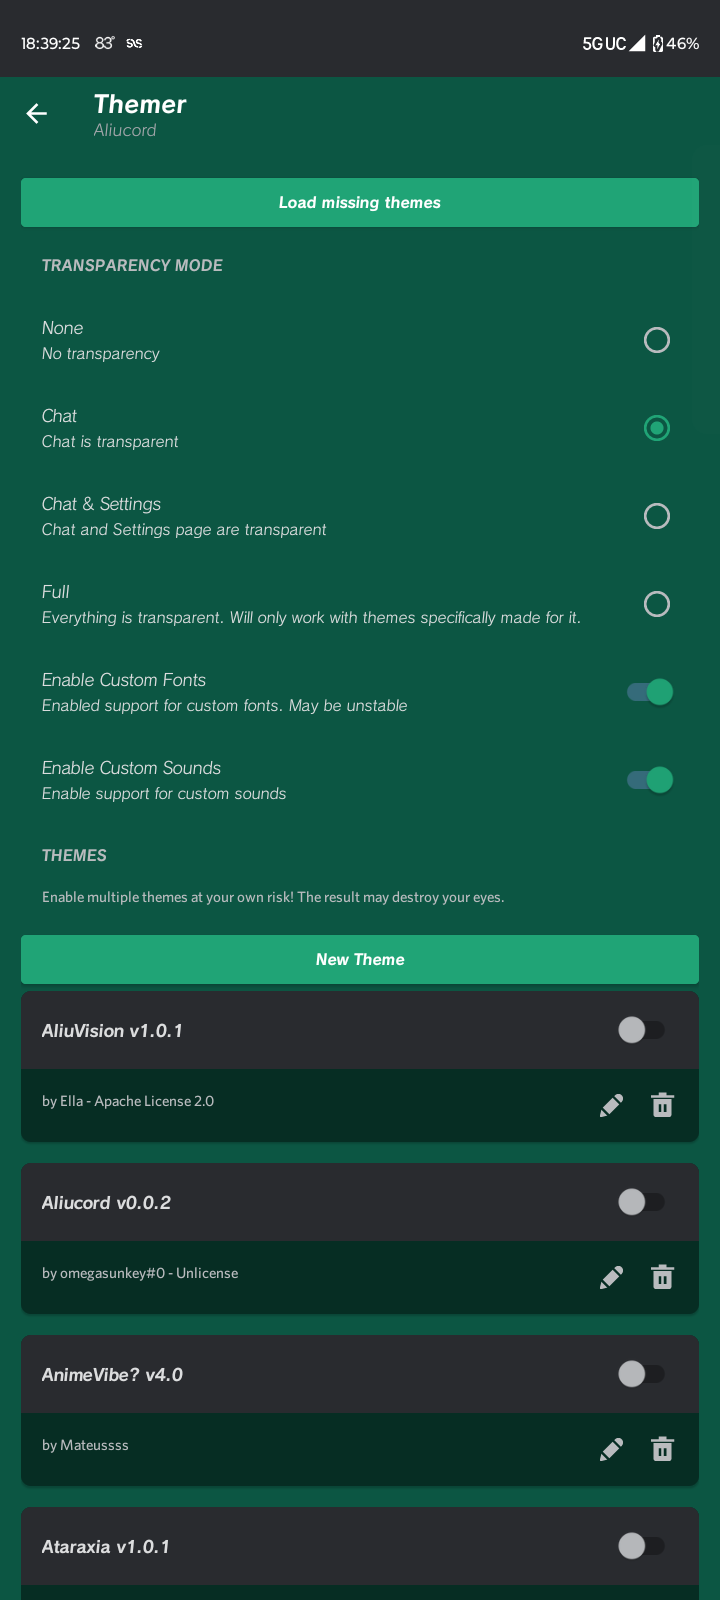 18:39:25 83° SNS 5G UC 46%
Themer
Aliucord
Load missing themes
TRANSPARENCY MODE
None
No transparency
Chat
Chat is transparent
Chat & Settings
Chat and Settings page are transparent
Full
Everything is transparent. Will only work with themes specifically made for it.
Enable Custom Fonts
Enabled support for custom fonts. May be unstable
Enable Custom Sounds
Enable support for custom sounds
THEMES
Enable multiple themes at your own risk! The result may destroy your eyes.
New Theme
AliuVision v1.0.1
by Ella - Apache License 2.0
Aliucord v0.0.2
by omegasunkey#0 - Unlicense
AnimeVibe? v4.0
by Mateussss
Ataraxia v1.0.1